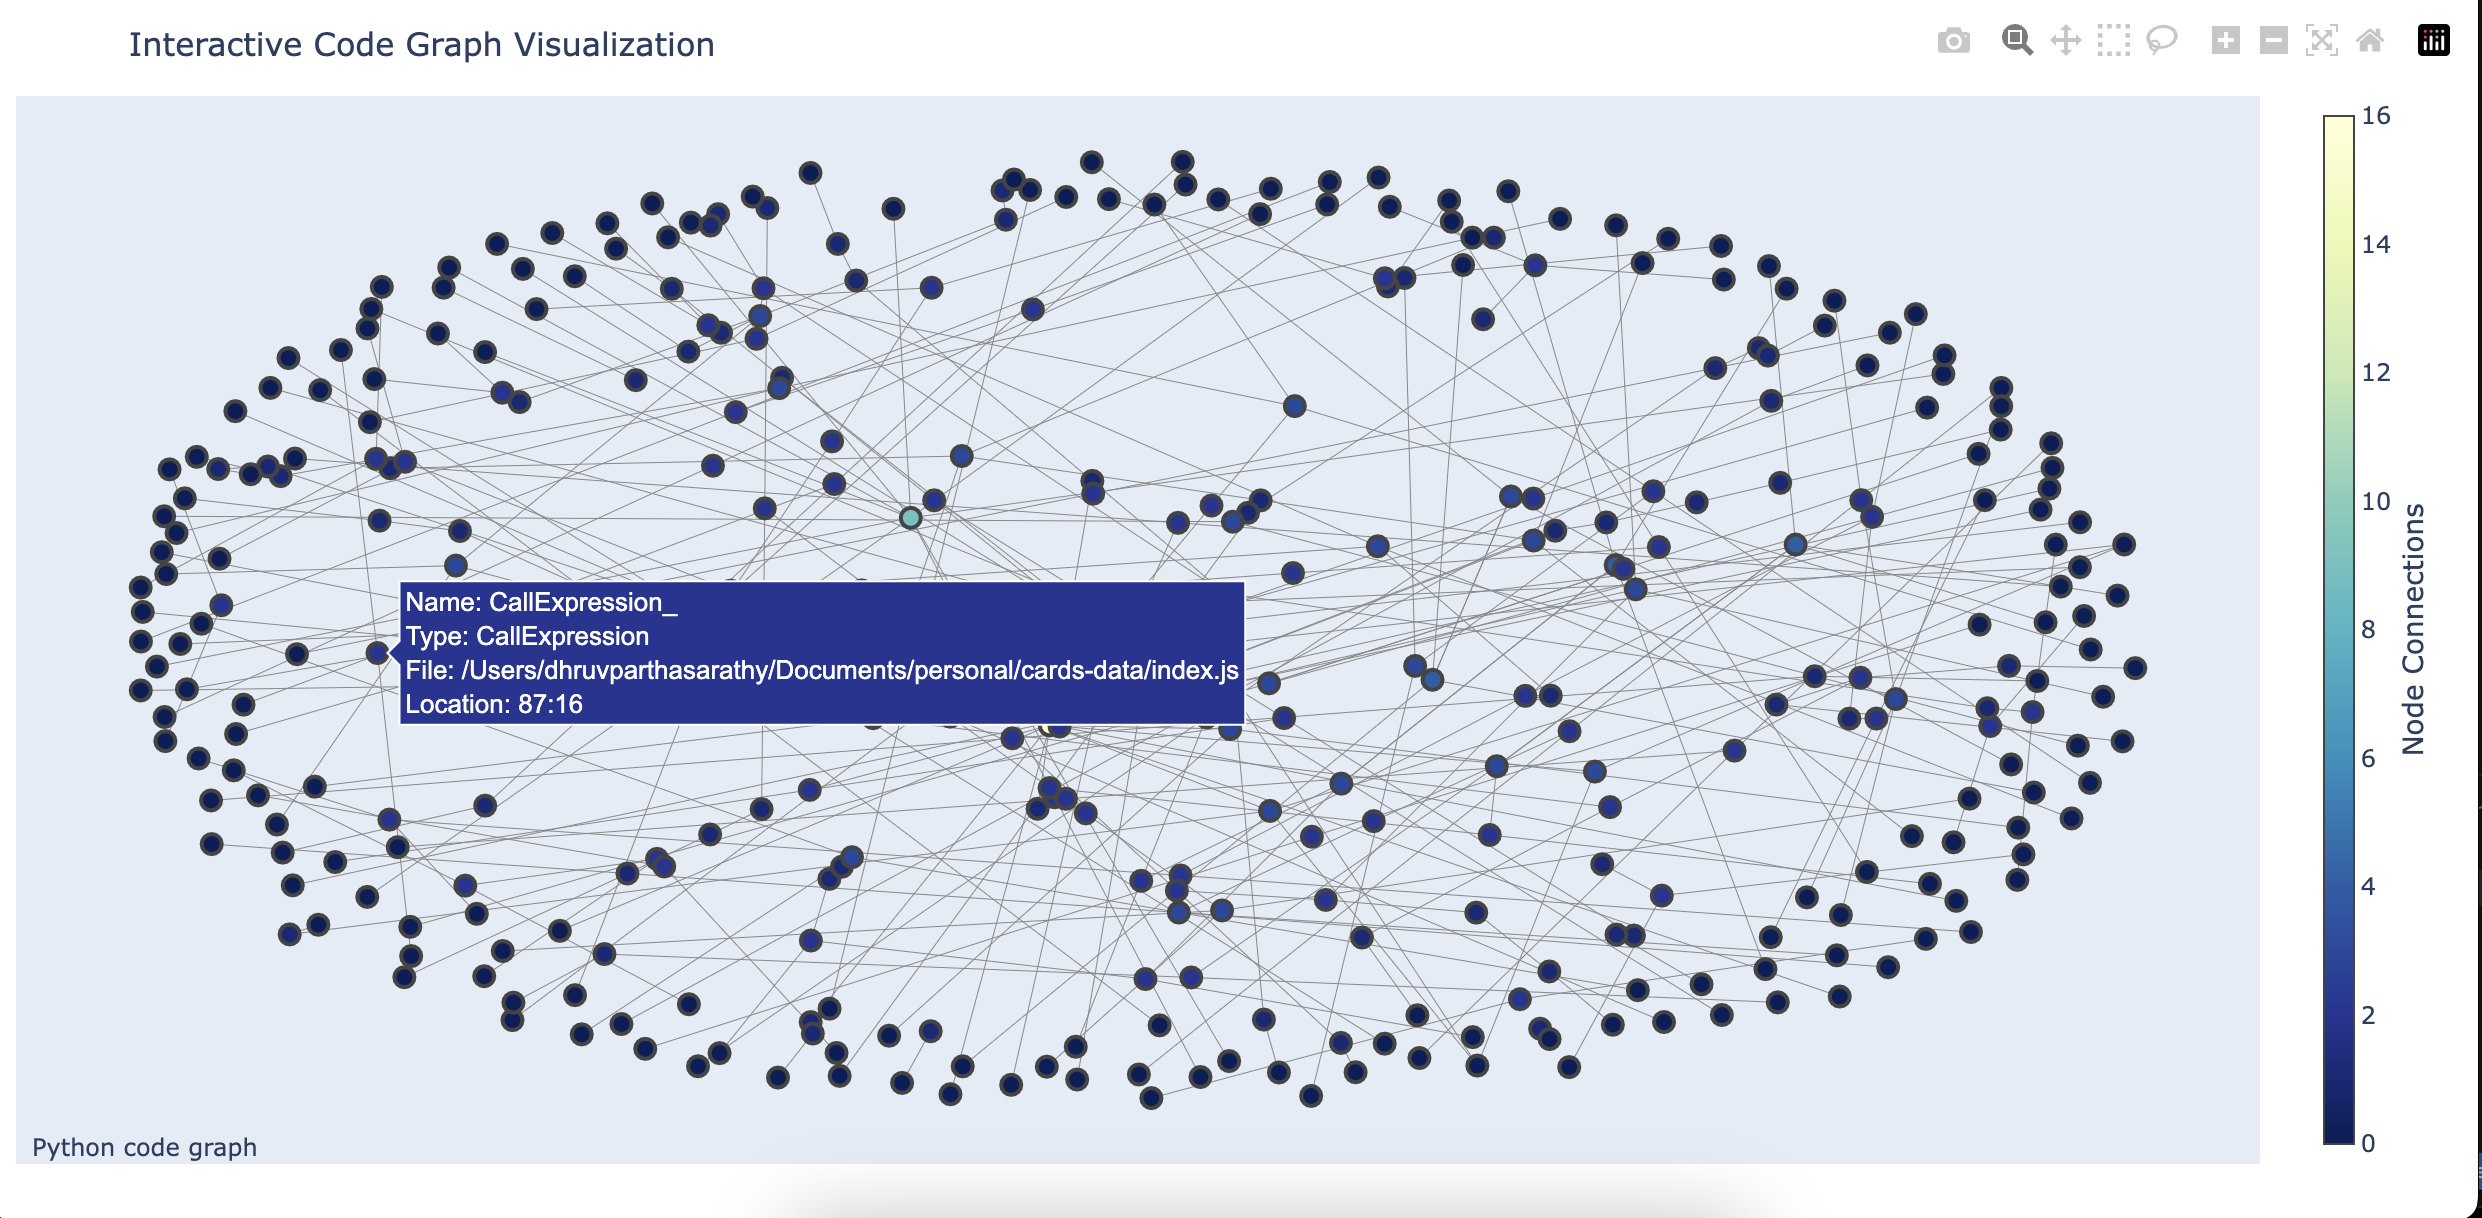 Interactive Code Graph Visualization
16
14
12
10
8
6
4
2
0
Node Connections
Name: CallExpression_
Type: CallExpression
File: /Users/dhruvparthasarathy/Documents/personal/cards-data/index.js
Location: 87:16
Python code graph